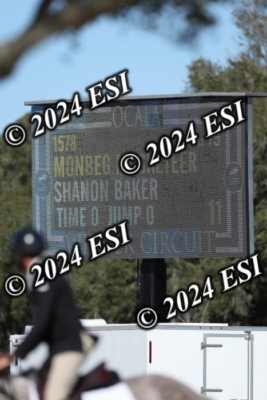 © 2024 ESI
OCALA
© 2024 ESI
1578
MONBEG
SHANON BAKER
TIME 0 JUMP 0 11
© 2024 ESI
CIRCUIT
© 2024 ESI